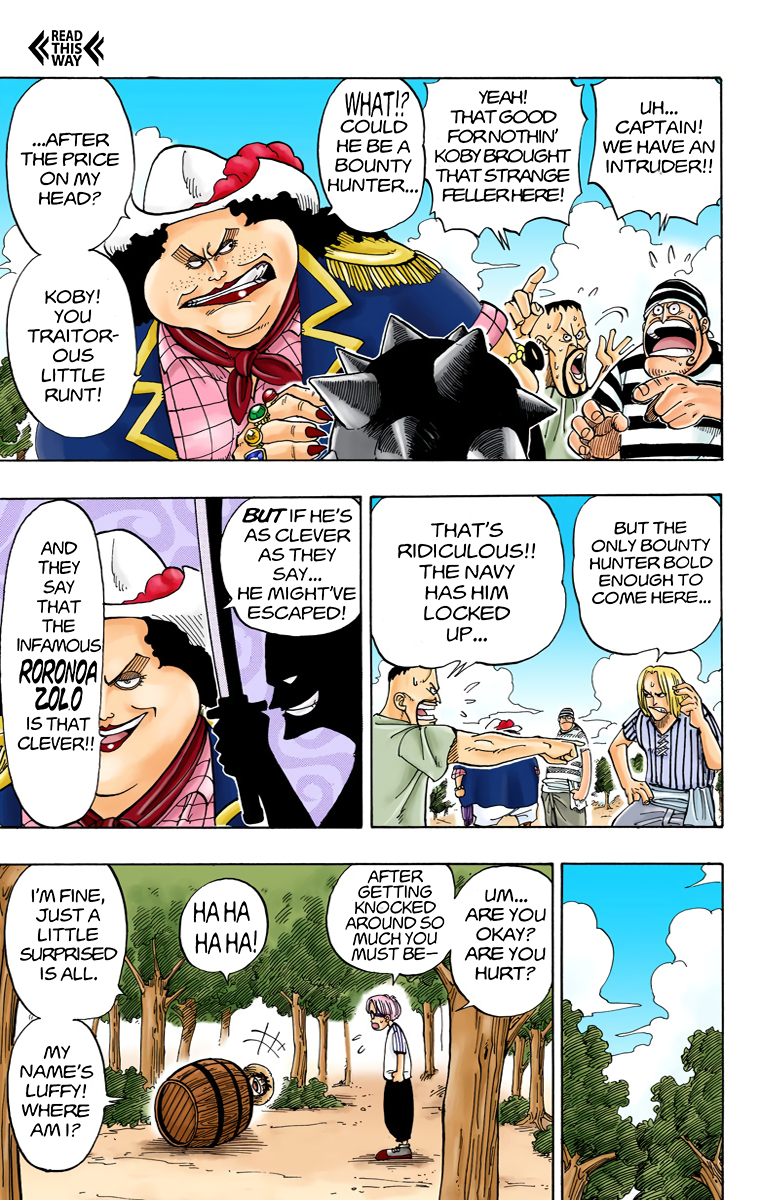 READ
THIS
WAY
UH...
CAPTAIN!
WE HAVE AN
INTRUDER!!
YEAH!
THAT GOOD
FOR NOTHIN'
KOBY BROUGHT
THAT STRANGE
FELLER HERE!
WHAT!?
COULD
HE BE A
BOUNTY
HUNTER...
...AFTER
THE PRICE
ON MY
HEAD?
KOBY!
YOU
TRAITOR-
OUS
LITTLE
RUNT!
BUT THE
ONLY BOUNTY
HUNTER BOLD
ENOUGH TO
COME HERE...
THAT'S
RIDICULOUS!!
THE NAVY
HAS HIM
LOCKED
UP...
BUT IF HE'S
AS CLEVER
AS THEY
SAY...
HE MIGHT'VE
ESCAPED!
AND
THEY
SAY
THAT
THE
INFAMOUS
RORONOA
ZOLO
IS THAT
CLEVER!!
UM...
ARE YOU
OKAY?
ARE YOU
HURT?
AFTER
GETTING
KNOCKED
AROUND SO
MUCH YOU
MUST BE—
HA HA
HA HA!
I'M FINE,
JUST A
LITTLE
SURPRISED
IS ALL.
MY
NAME'S
LUFFY!
WHERE
AM I?